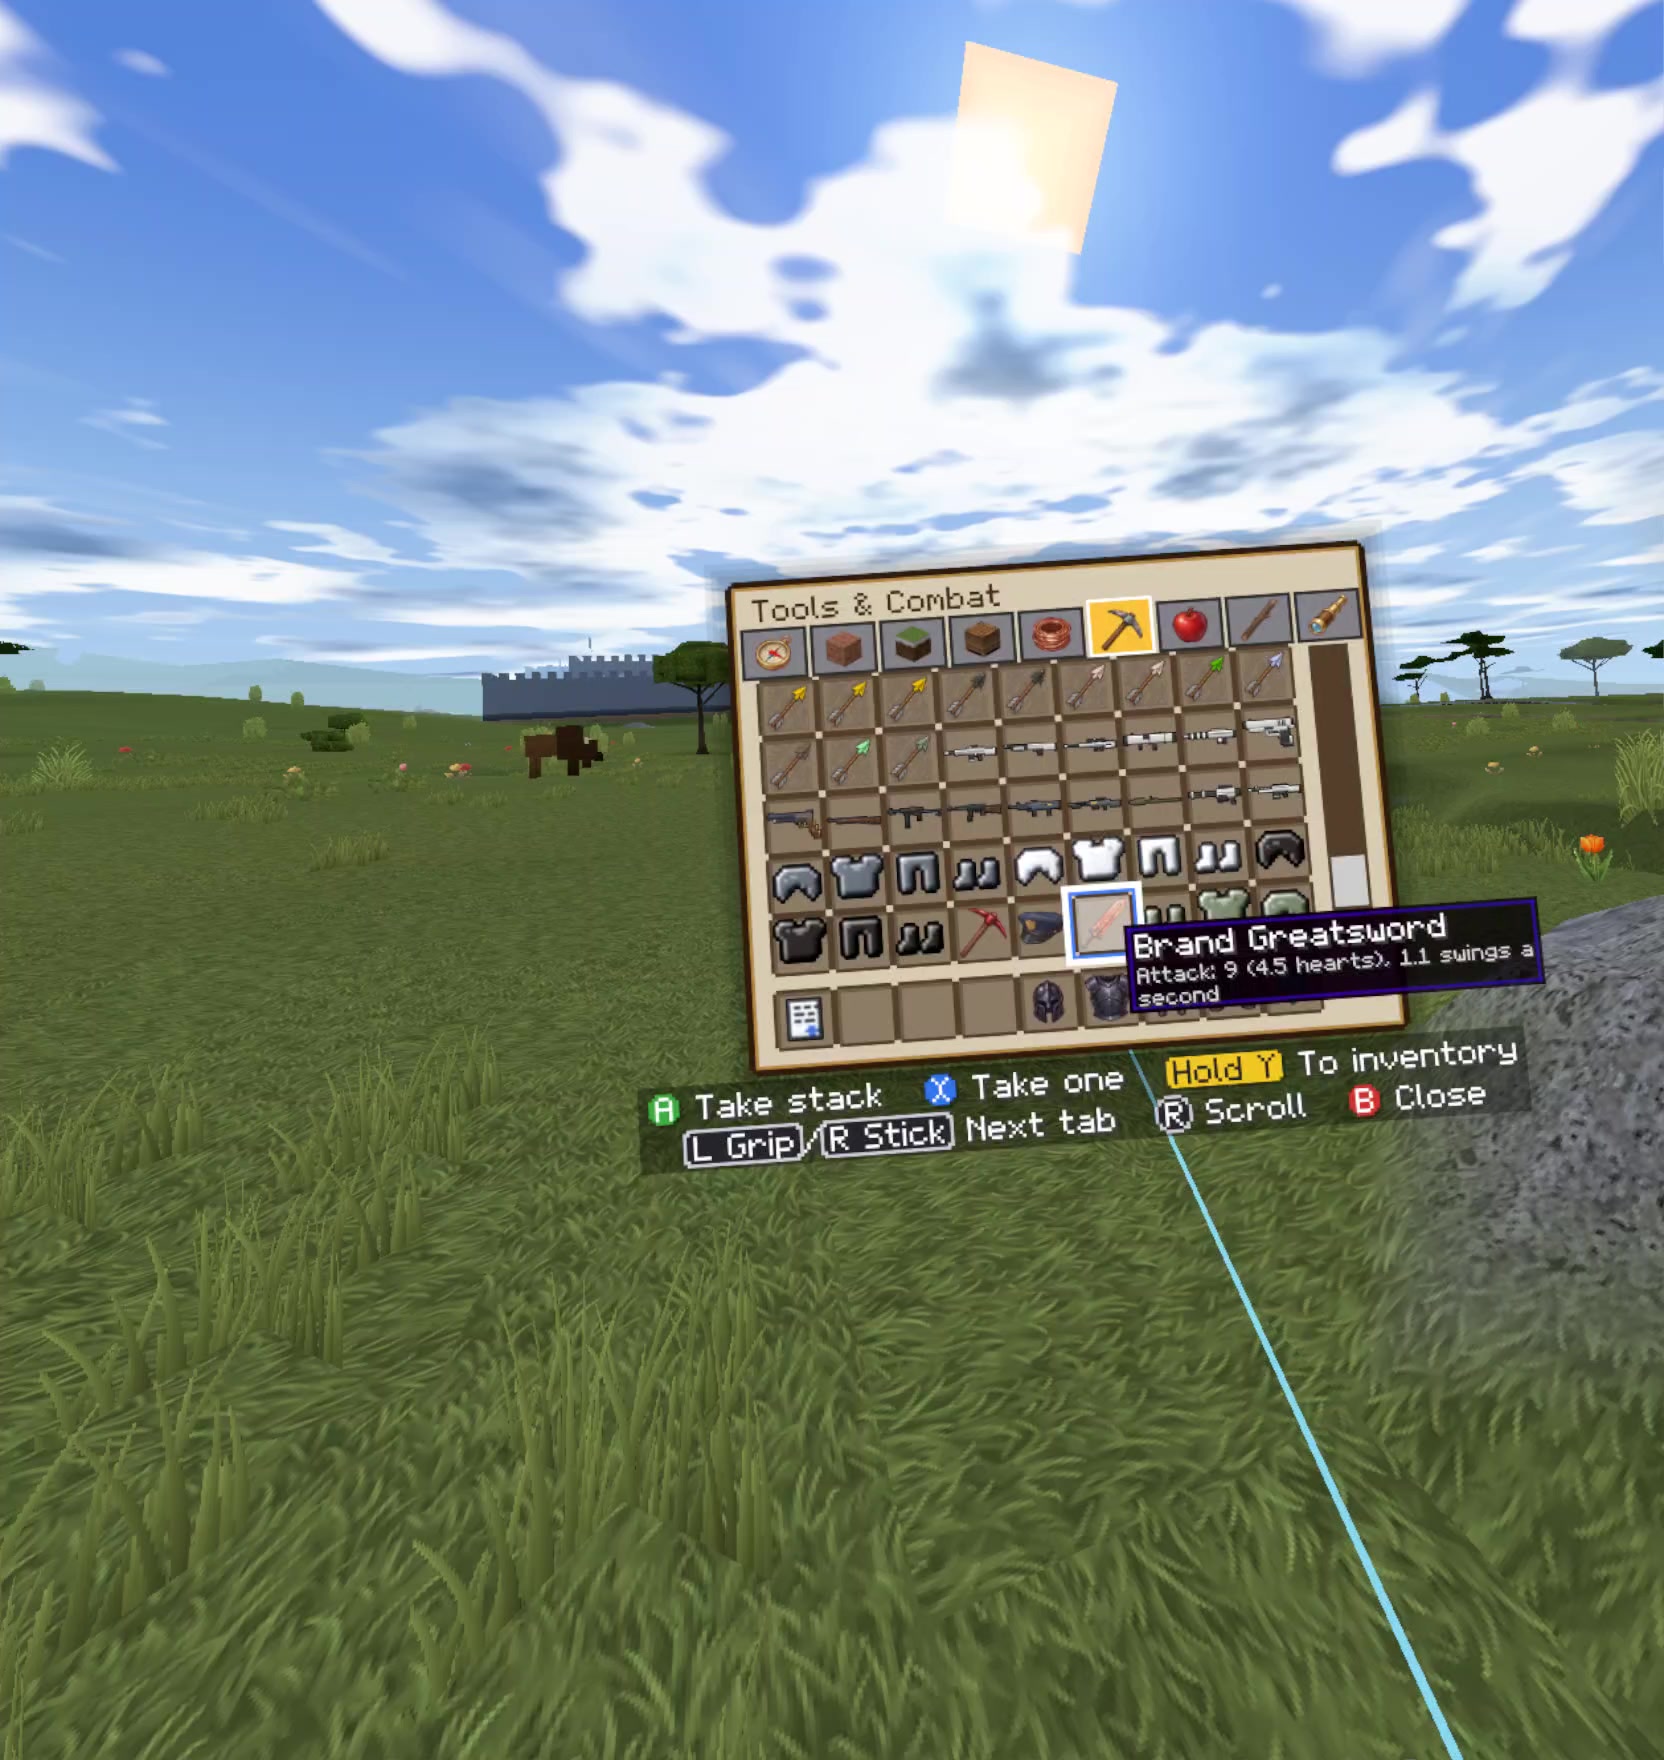 Tools & Combat
Brand Greatsword
Attack: 9 (4.5 hearts), 1.1 swings a
second
A Take stack X Take one Hold Y To inventory
L Grip/R Stick Next tab R Scroll B Close